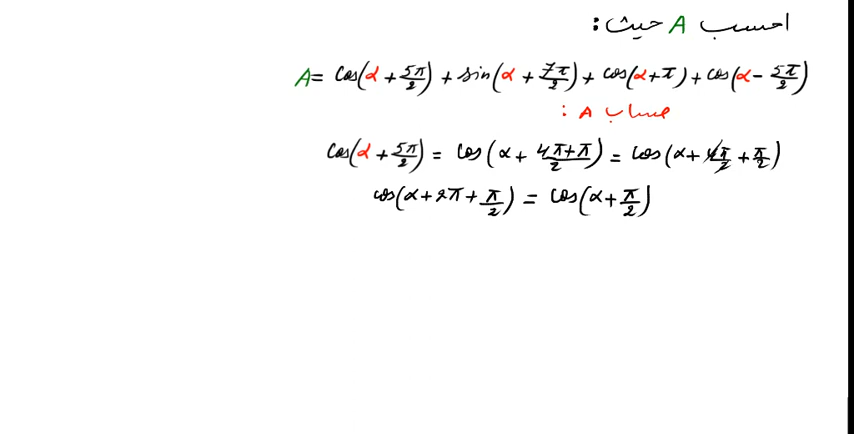 احسب A حيث :
A = cos(α + 5π/2) + sin(α + 7π/2) + cos(α + π) + cos(α - 5π/2)
حساب A :
cos(α + 5π/2) = cos(α + (4π+π)/2) = cos(α + 4π/2 + π/2)
cos(α + 2π + π/2) = cos(α + π/2)